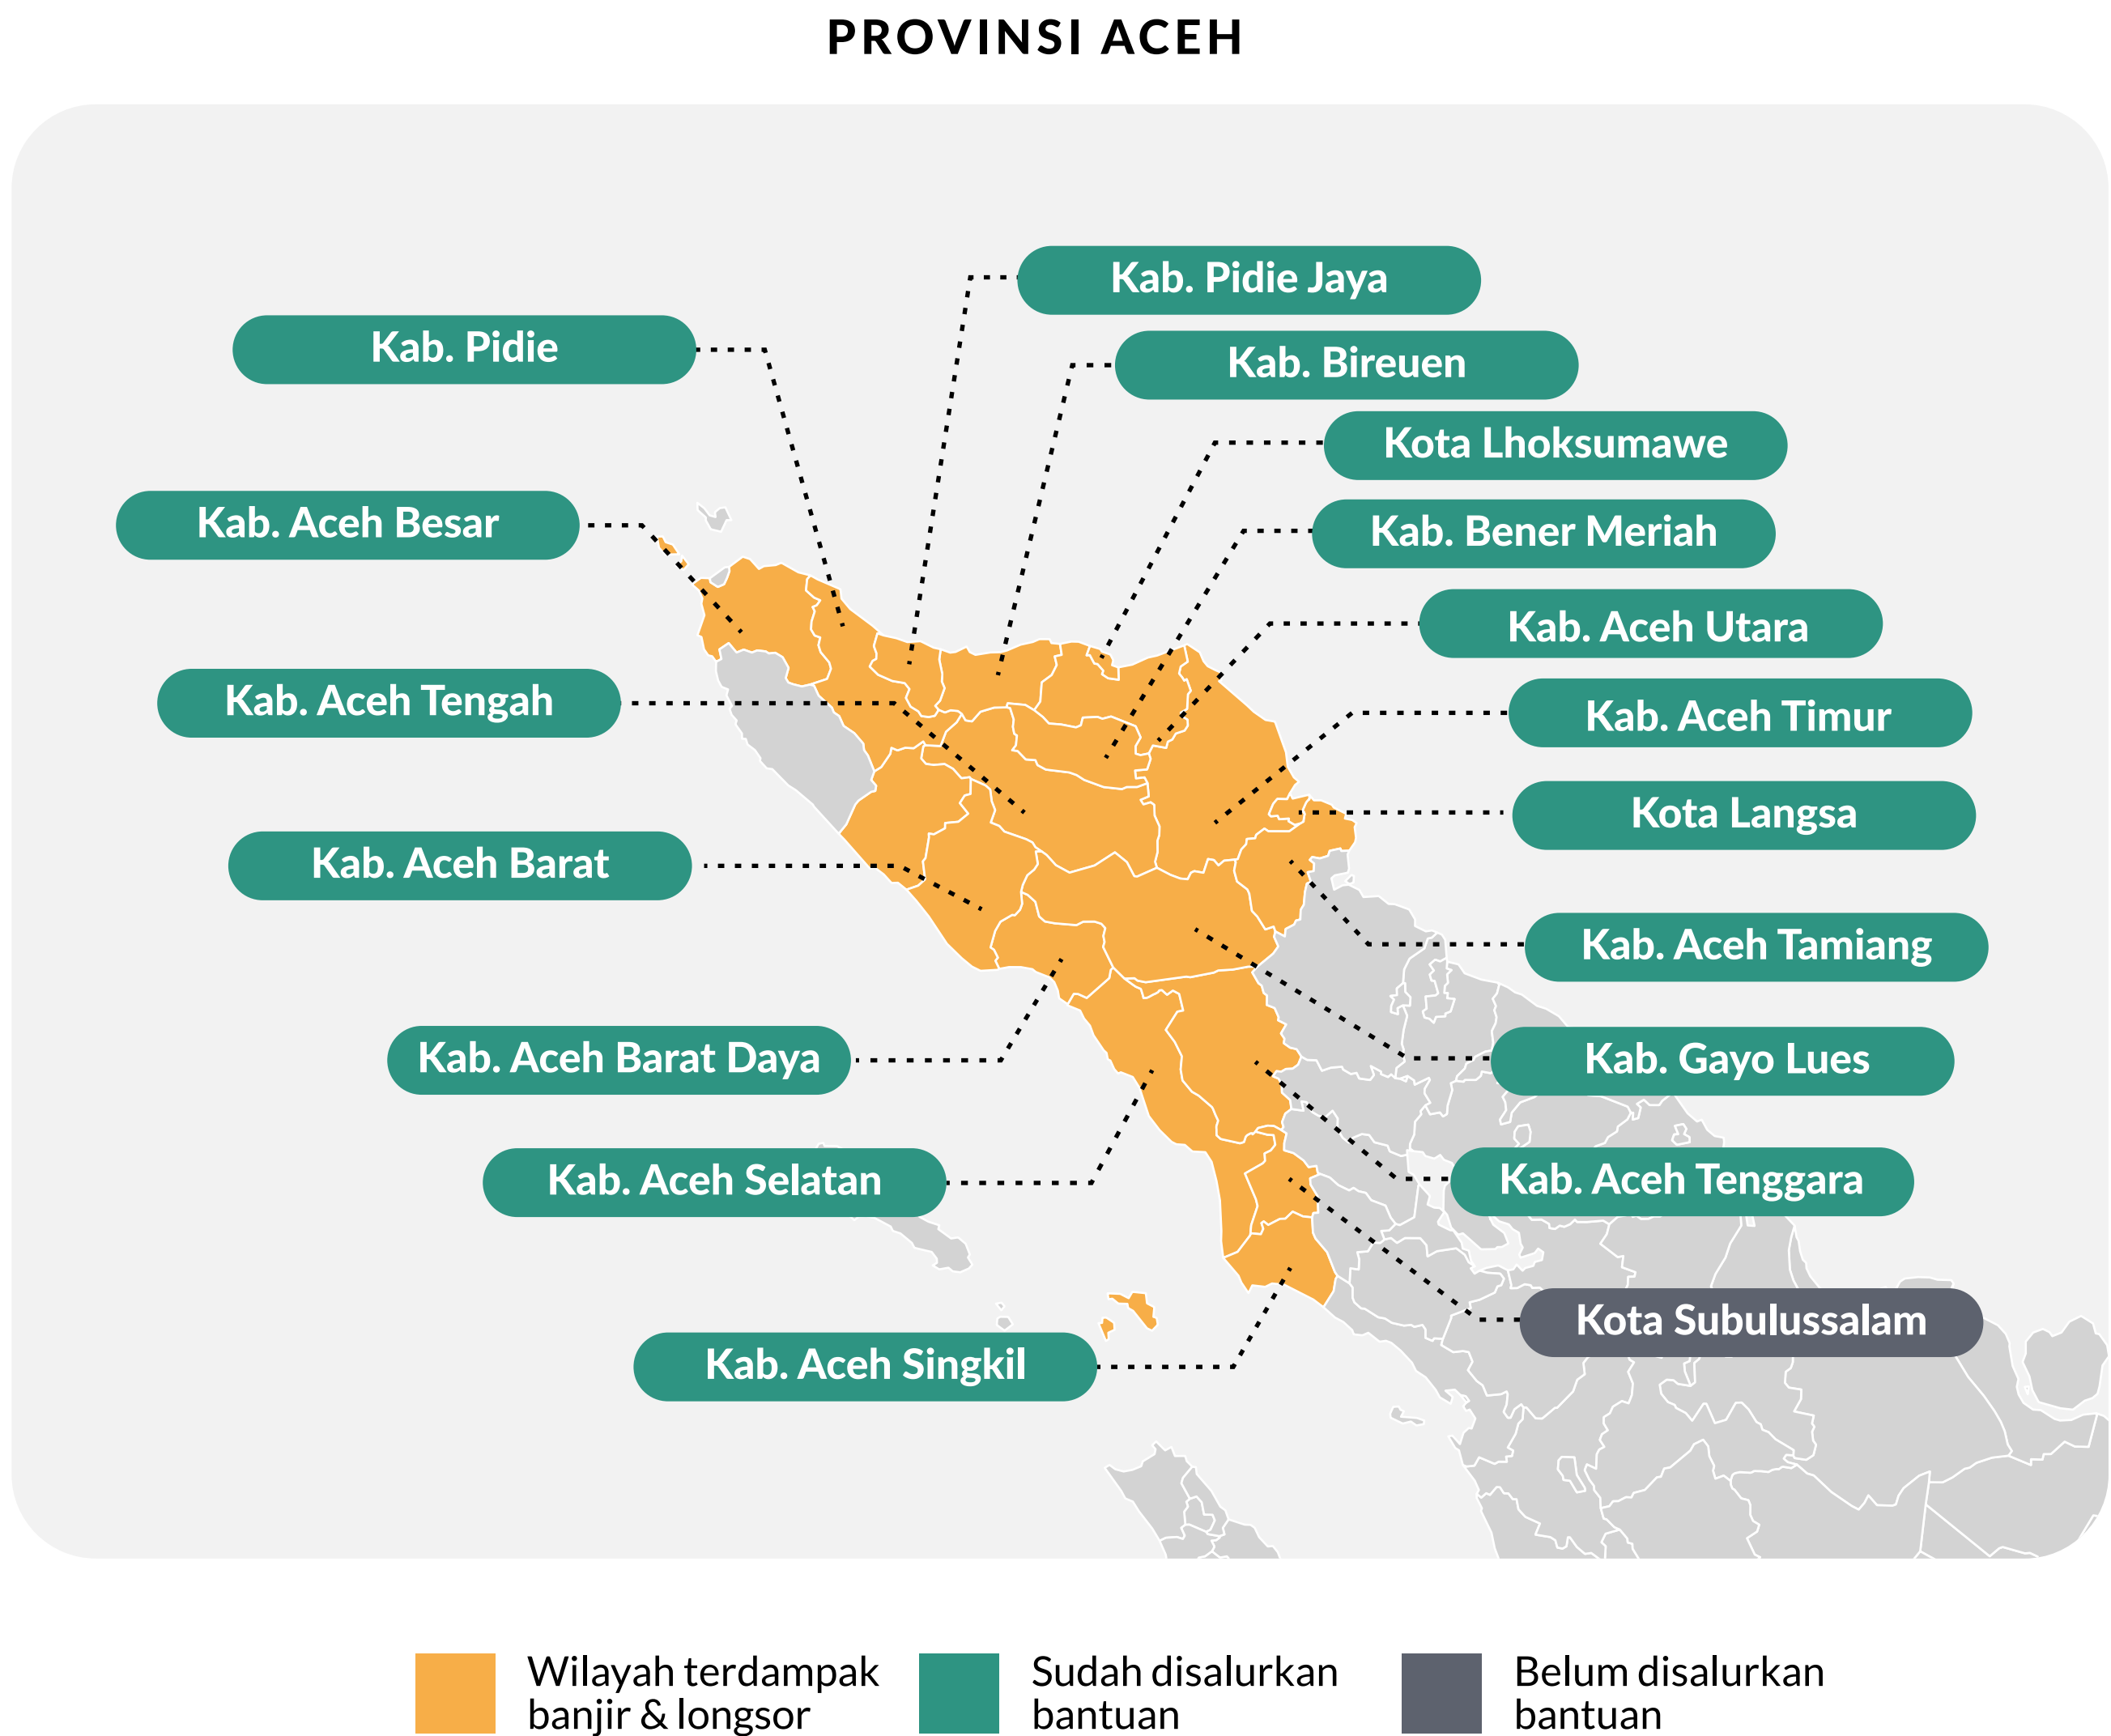 PROVINSI ACEH
Kab. Pidie Jaya
Kab. Pidie
Kab. Bireuen
Kota Lhoksumawe
Kab. Aceh Besar
Kab. Bener Meriah
Kab. Aceh Utara
Kab. Aceh Tengah
Kab. Aceh Timur
Kota Langsa
Kab. Aceh Barat
Kab. Aceh Tamiang
Kab. Aceh Barat Daya
Kab. Gayo Lues
Kab. Aceh Selatan
Kab. Aceh Tenggara
Kota Subulussalam
Kab. Aceh Singkil
Wilayah terdampak
banjir & longsor
Sudah disalurkan
bantuan
Belum disalurkan
bantuan